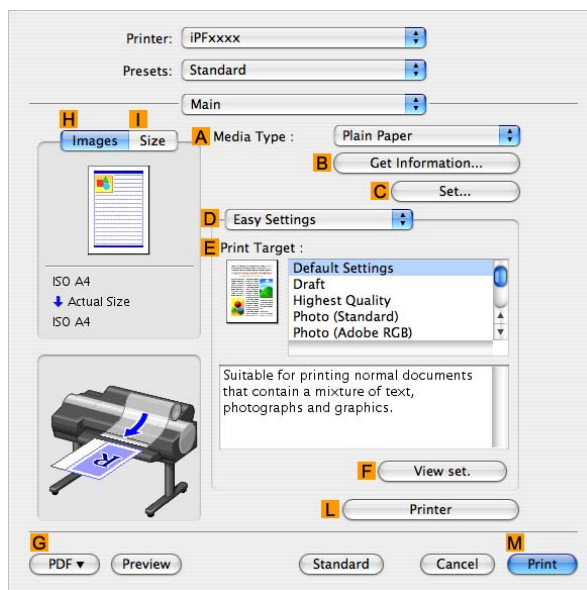 Printer: iPFxxxx
Presets: Standard
Main
H I
Images Size
A Media Type : Plain Paper
B Get Information...
C Set...
D Easy Settings
E Print Target :
Default Settings
Draft
Highest Quality
Photo (Standard)
Photo (Adobe RGB)
ISO A4
Actual Size
ISO A4
Suitable for printing normal documents
that contain a mixture of text,
photographs and graphics.
R
F View set.
L Printer
G M
PDF Preview Standard Cancel Print